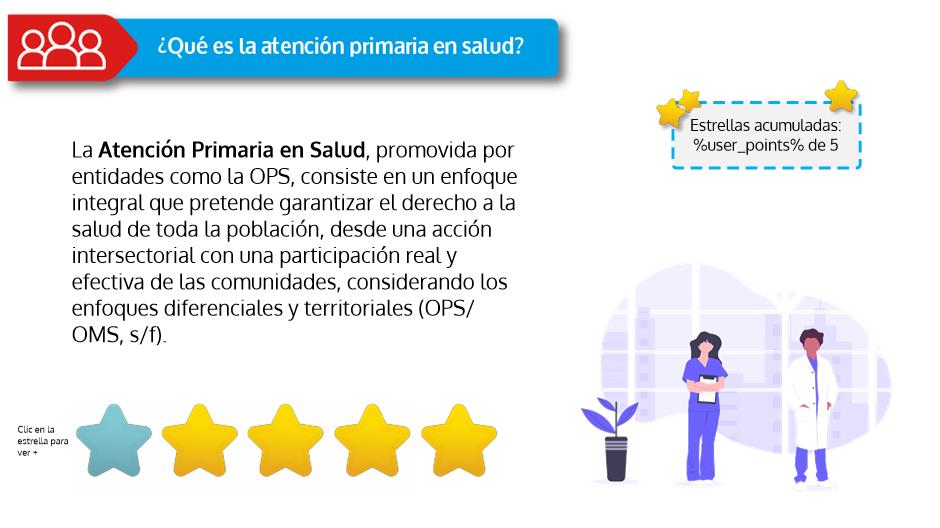 ¿Qué es la atención primaria en salud?
Estrellas acumuladas:
%user_points% de 5
La Atención Primaria en Salud, promovida por
entidades como la OPS, consiste en un enfoque
integral que pretende garantizar el derecho a la
salud de toda la población, desde una acción
intersectorial con una participación real y
efectiva de las comunidades, considerando los
enfoques diferenciales y territoriales (OPS/
OMS, s/f).
Clic en la
estrella para
ver +